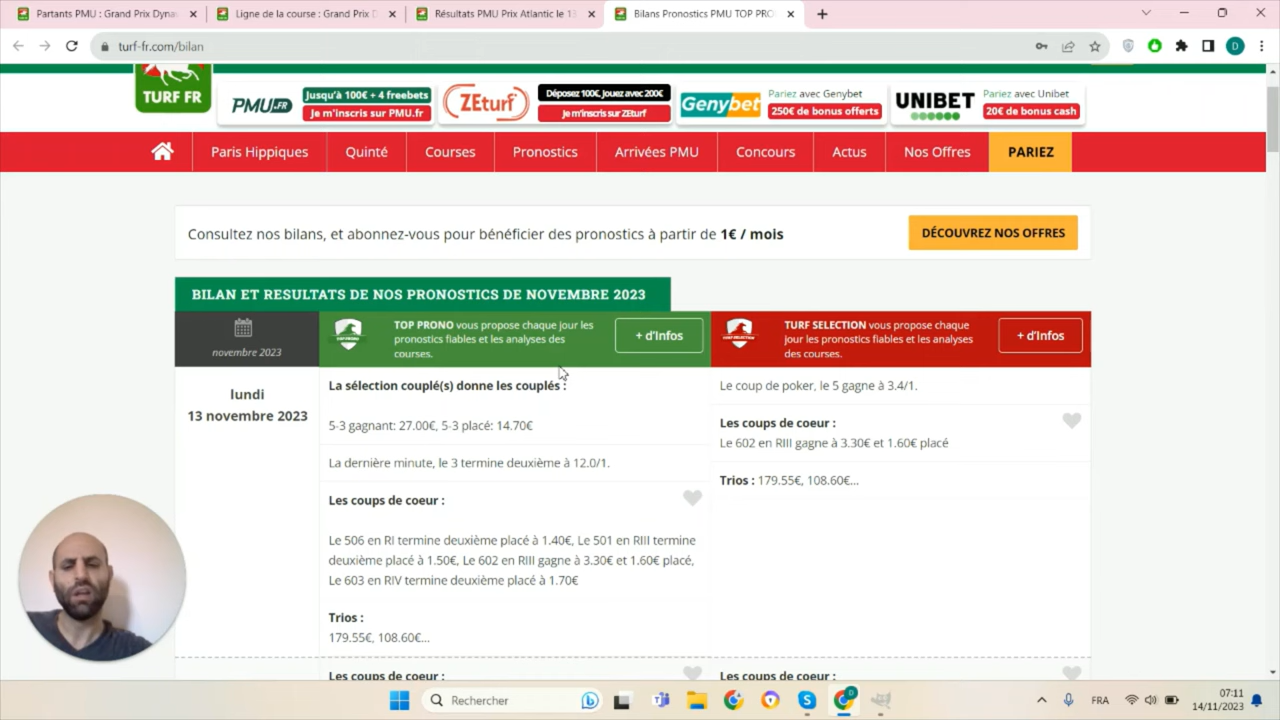 Partants PMU : Grand Prix Dyna
Ligne de la course : Grand Prix D
Résultats PMU Prix Atlantic le 13
Bilans Pronostics PMU TOP PRO
turf-fr.com/bilan
TURF FR
PMU.FR
Jusqu'à 100€ + 4 freebets
Je m'inscris sur PMU.fr
ZEturf
Déposez 100€, Jouez avec 200€
Je m'inscris sur ZEturf
Genybet
Pariez avec Genybet
250€ de bonus offerts
UNIBET
Pariez avec Unibet
20€ de bonus cash
Paris Hippiques
Quinté
Courses
Pronostics
Arrivées PMU
Concours
Actus
Nos Offres
PARIEZ
Consultez nos bilans, et abonnez-vous pour bénéficier des pronostics à partir de 1€ / mois
DÉCOUVREZ NOS OFFRES
BILAN ET RESULTATS DE NOS PRONOSTICS DE NOVEMBRE 2023
novembre 2023
TOP PRONO vous propose chaque jour les
pronostics fiables et les analyses des
courses.
+ d'Infos
TURF SELECTION vous propose chaque
jour les pronostics fiables et les analyses
des courses.
+ d'Infos
lundi
13 novembre 2023
La sélection couplé(s) donne les couplés :
5-3 gagnant: 27.00€, 5-3 placé: 14.70€
La dernière minute, le 3 termine deuxième à 12.0/1.
Les coups de coeur :
Le 506 en RI termine deuxième placé à 1.40€, Le 501 en RIII termine
deuxième placé à 1.50€, Le 602 en RIII gagne à 3.30€ et 1.60€ placé,
Le 603 en RIV termine deuxième placé à 1.70€
Trios :
179.55€, 108.60€...
Les coups de coeur :
Le coup de poker, le 5 gagne à 3.4/1.
Les coups de coeur :
Le 602 en RIII gagne à 3.30€ et 1.60€ placé
Trios : 179.55€, 108.60€...
Les coups de coeur :
Rechercher
FRA
07:11
14/11/2023